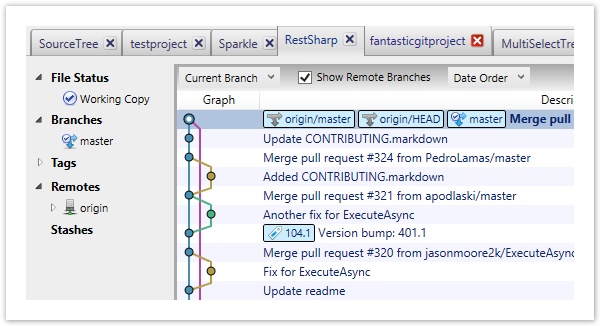 SourceTree testproject Sparkle RestSharp fantasticgitproject MultiSelectTre
File Status
Working Copy
Branches
master
Tags
Remotes
origin
Stashes
Current Branch Show Remote Branches Date Order
Graph Descri
origin/master origin/HEAD master Merge pull
Update CONTRIBUTING.markdown
Merge pull request #324 from PedroLamas/master
Added CONTRIBUTING.markdown
Merge pull request #321 from apodlaski/master
Another fix for ExecuteAsync
104.1 Version bump: 401.1
Merge pull request #320 from jasonmoore2k/ExecuteAsync
Fix for ExecuteAsync
Update readme